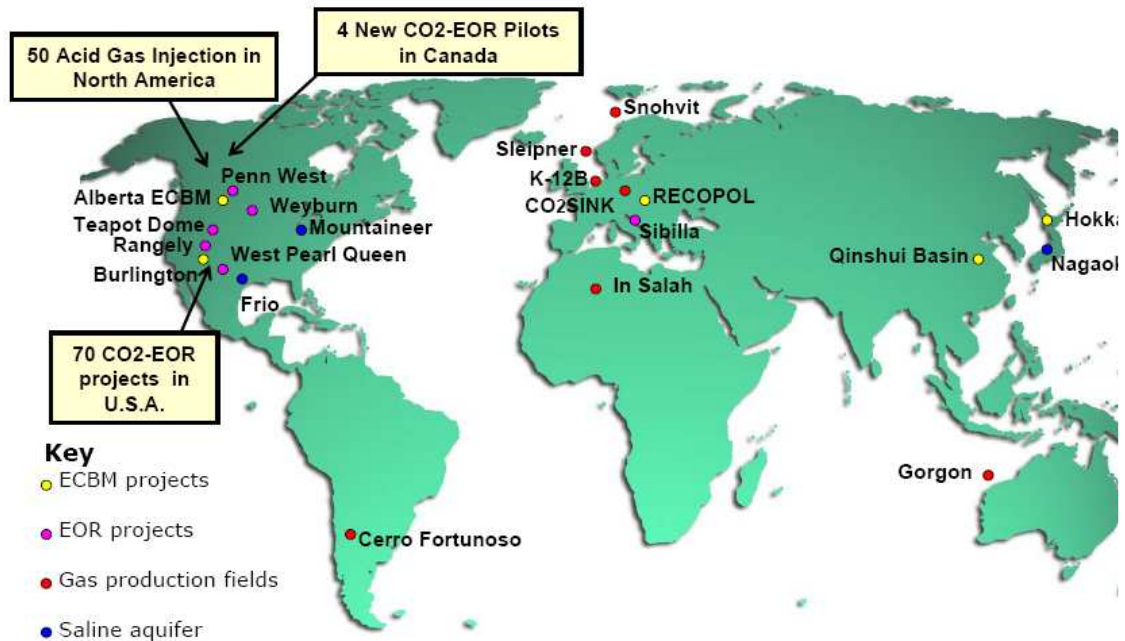 4 New CO2-EOR Pilots
in Canada
50 Acid Gas Injection in
North America
Snohvit
Sleipner
Penn West
K-12B
Alberta ECBM
Weyburn
CO2SINK
RECOPOL
Teapot Dome
Mountaineer
Sibilla
Hokka
Rangely
West Pearl Queen
Qinshui Basin
Nagaok
Burlington
In Salah
Frio
70 CO2-EOR
projects in
U.S.A.
Key
ECBM projects
Gorgon
EOR projects
Cerro Fortunoso
Gas production fields
Saline aquifer